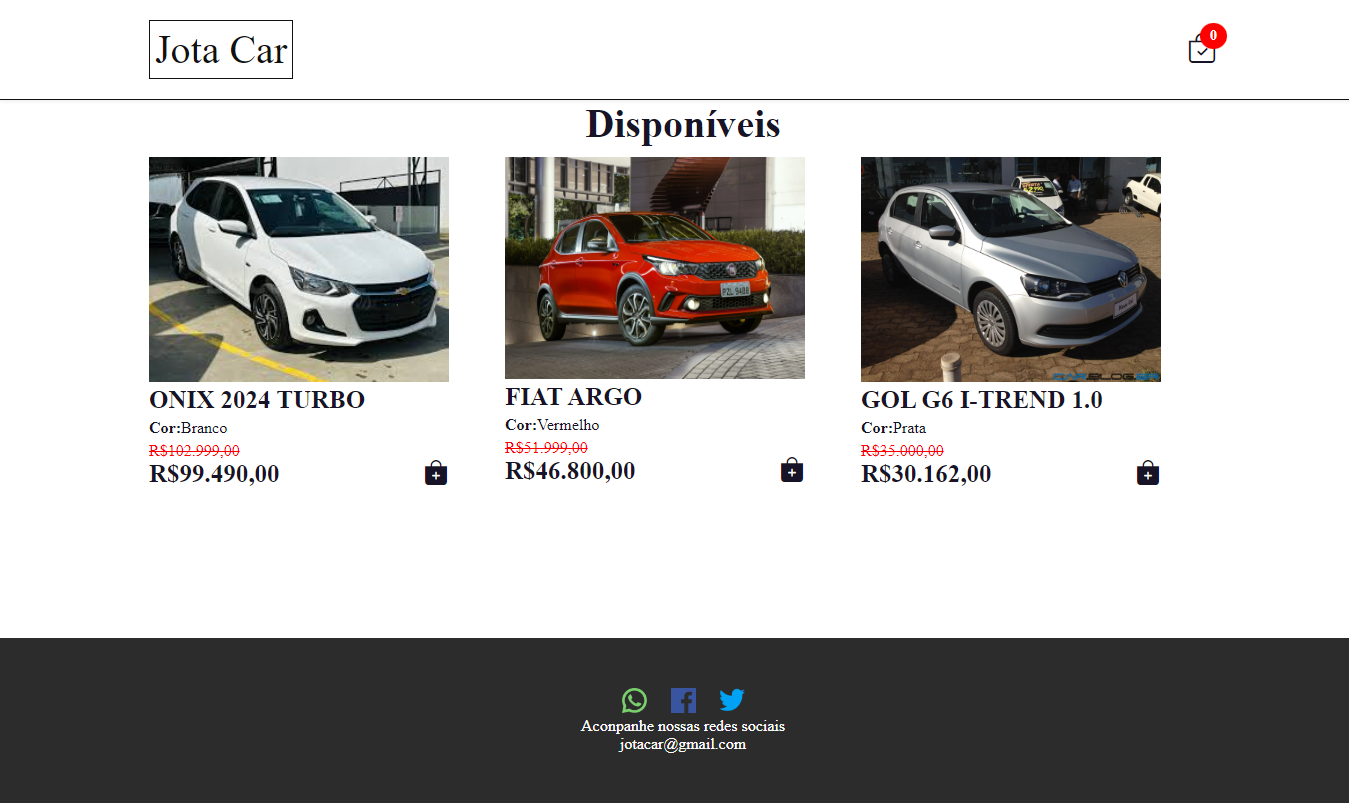 Jota Car
0
Disponíveis
ONIX 2024 TURBO
Cor:Branco
R$102.999,00
R$99.490,00
FIAT ARGO
Cor:Vermelho
R$51.999,00
R$46.800,00
GOL G6 I-TREND 1.0
Cor:Prata
R$35.000,00
R$30.162,00
Aconpanhe nossas redes sociais
jotacar@gmail.com